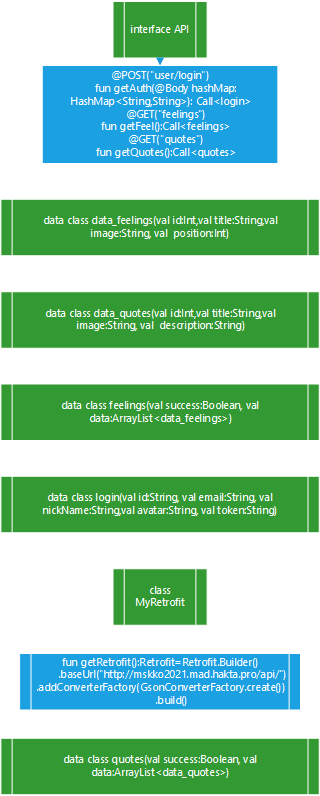 interface API
@POST("user/login")
fun getAuth(@Body hashMap:
HashMap<String,String>): Call<login>
@GET("feelings")
fun getFeel():Call<feelings>
@GET("quotes")
fun getQuotes():Call<quotes>
data class data_feelings(val id:Int,val title:String,val
image:String, val  position:Int)
data class data_quotes(val id:Int,val title:String,val
image:String, val  description:String)
data class feelings(val success:Boolean, val
data:ArrayList<data_feelings>)
data class login(val id:String, val email:String, val
nickName:String,val avatar:String, val token:String)
class
MyRetrofit
fun getRetrofit():Retrofit=Retrofit.Builder()
.baseUrl("http://mskko2021.mad.hakta.pro/api/")
.addConverterFactory(GsonConverterFactory.create())
.build()
data class quotes(val success:Boolean, val
data:ArrayList<data_quotes>)